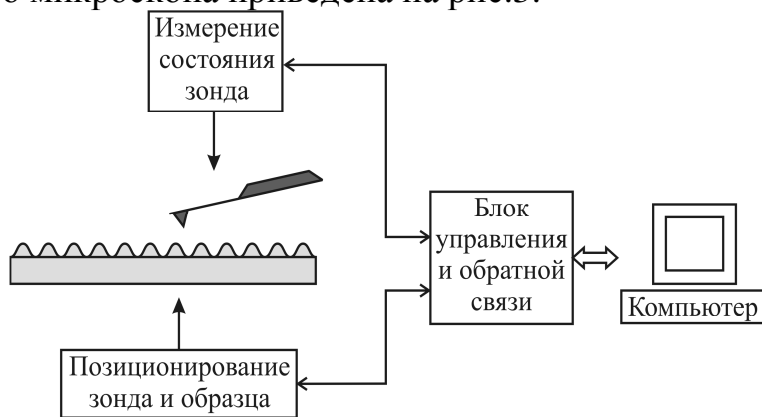 микроскопа приведена на рис.3.
Измерение
состояния
зонда
Блок
управления
и обратной
связи
Компьютер
Позиционирование
зонда и образца